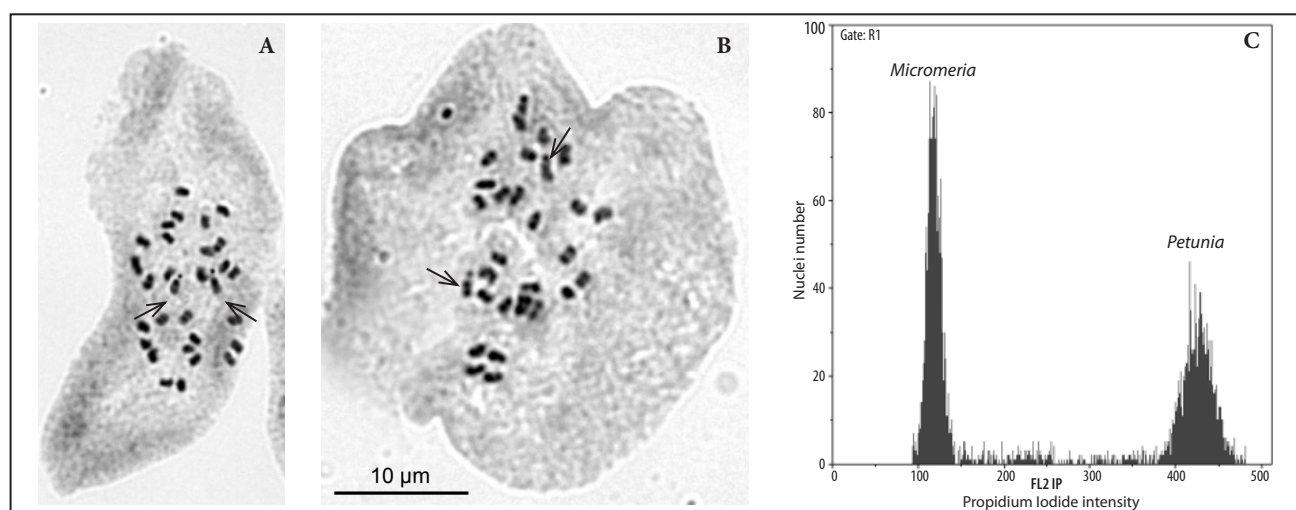 A
B
10 µm
C
Gate: R1
Micromeria
Petunia
Nuclei number
100
80
60
40
20
0
100
200
300
400
500
FL2 IP
Propidium Iodide intensity